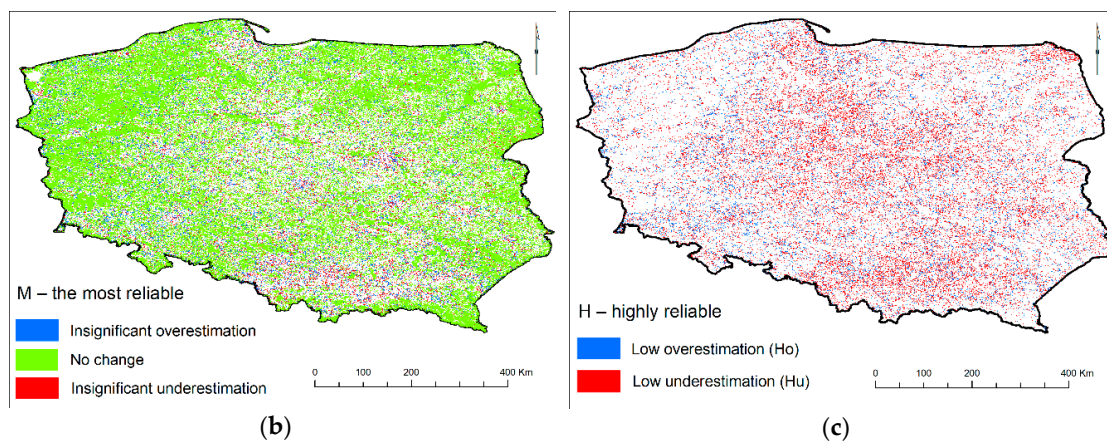 M – the most reliable
Insignificant overestimation
No change
Insignificant underestimation
0 100 200 400 Km
(b)
H – highly reliable
Low overestimation (Ho)
Low underestimation (Hu)
0 100 200 400 Km
(c)